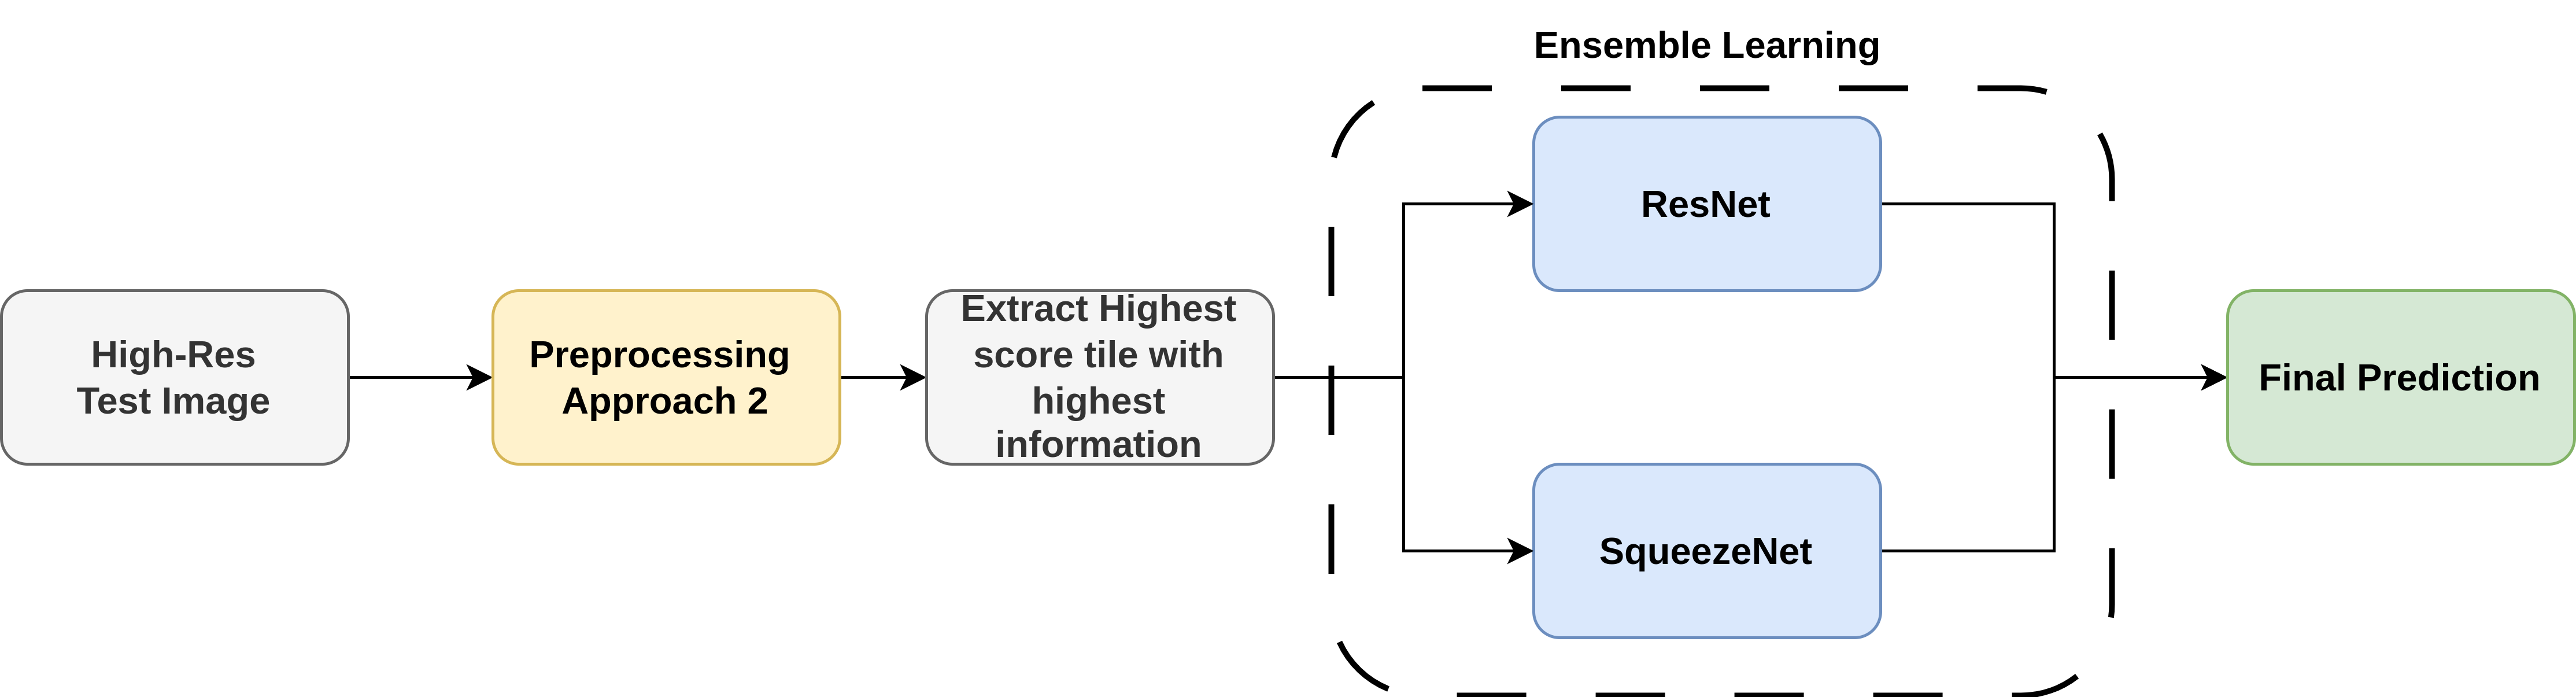 Ensemble Learning
High-Res
Test Image
Preprocessing
Approach 2
Extract Highest
score tile with
highest
information
ResNet
SqueezeNet
Final Prediction